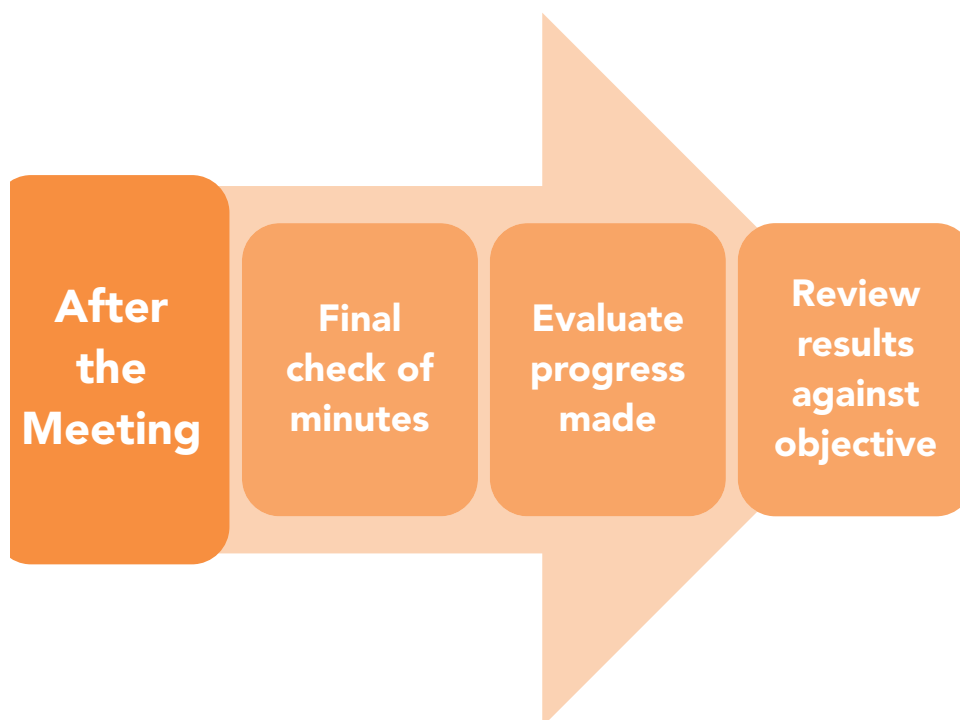 After
the
Meeting
Final
check of
minutes
Evaluate
progress
made
Review
results
against
objective